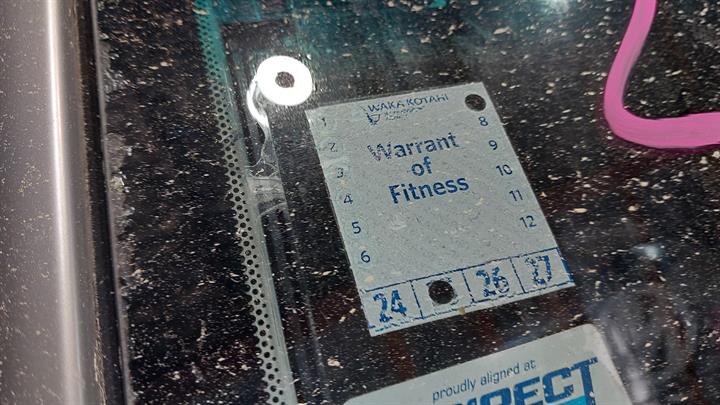 WAKA KOTAHI
Warrant
of
Fitness
1
2
3
4
5
6
8
9
10
11
12
24 26 27
proudly aligned at
DIRECT